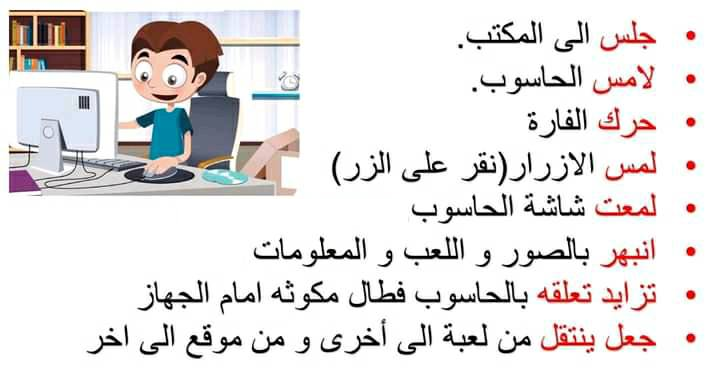 جلس الى المكتب.
لامس الحاسوب.
حرك الفارة
لمس الازرار(نقر على الزر)
لمعت شاشة الحاسوب
انبهر بالصور و اللعب و المعلومات
تزايد تعلقه بالحاسوب فطال مكوثه امام الجهاز
جعل ينتقل من لعبة الى أخرى و من موقع الى اخر